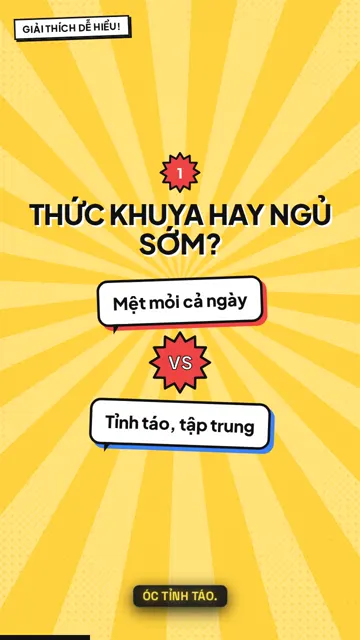 GIẢI THÍCH DỄ HIỂU!
1
THỨC KHUYA HAY NGỦ
SỚM?
Mệt mỏi cả ngày
VS
Tỉnh táo, tập trung
ÓC TỈNH TÁO.